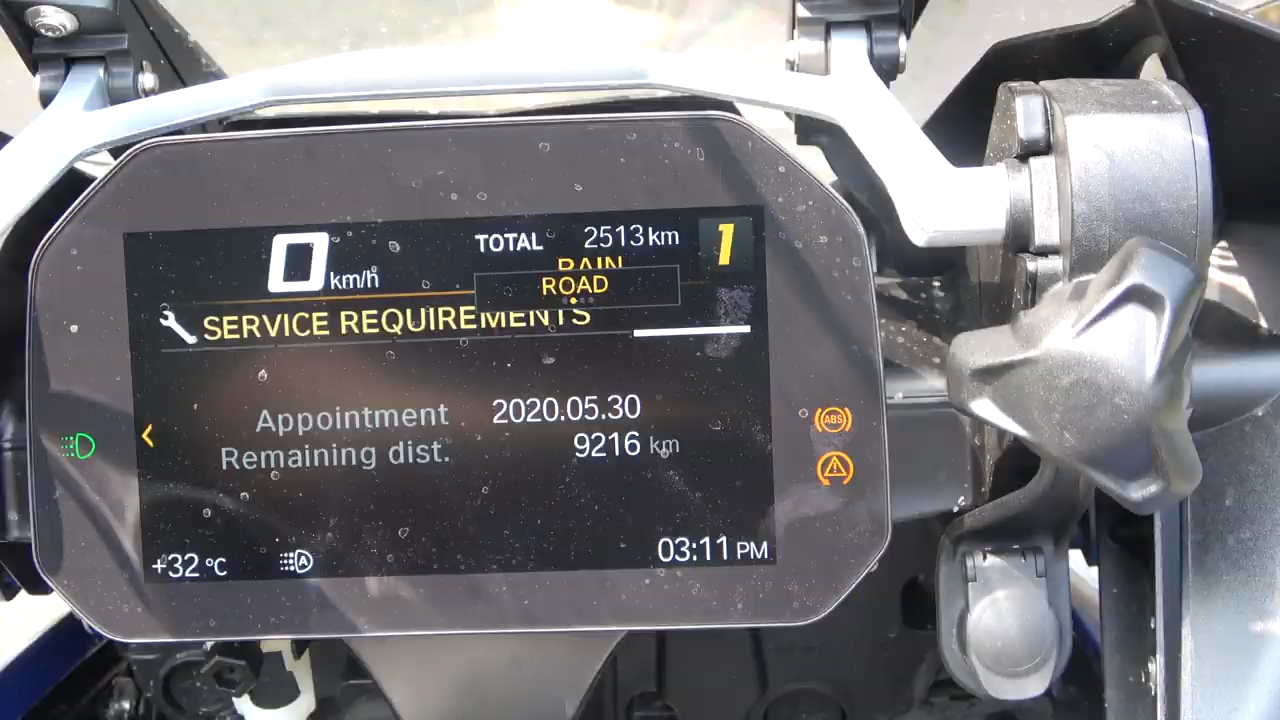 0 km/h TOTAL 2513 km 1
RAIN
ROAD
SERVICE REQUIREMENTS
Appointment 2020.05.30
Remaining dist. 9216 km
ABS
+32 °C A 03:11 PM